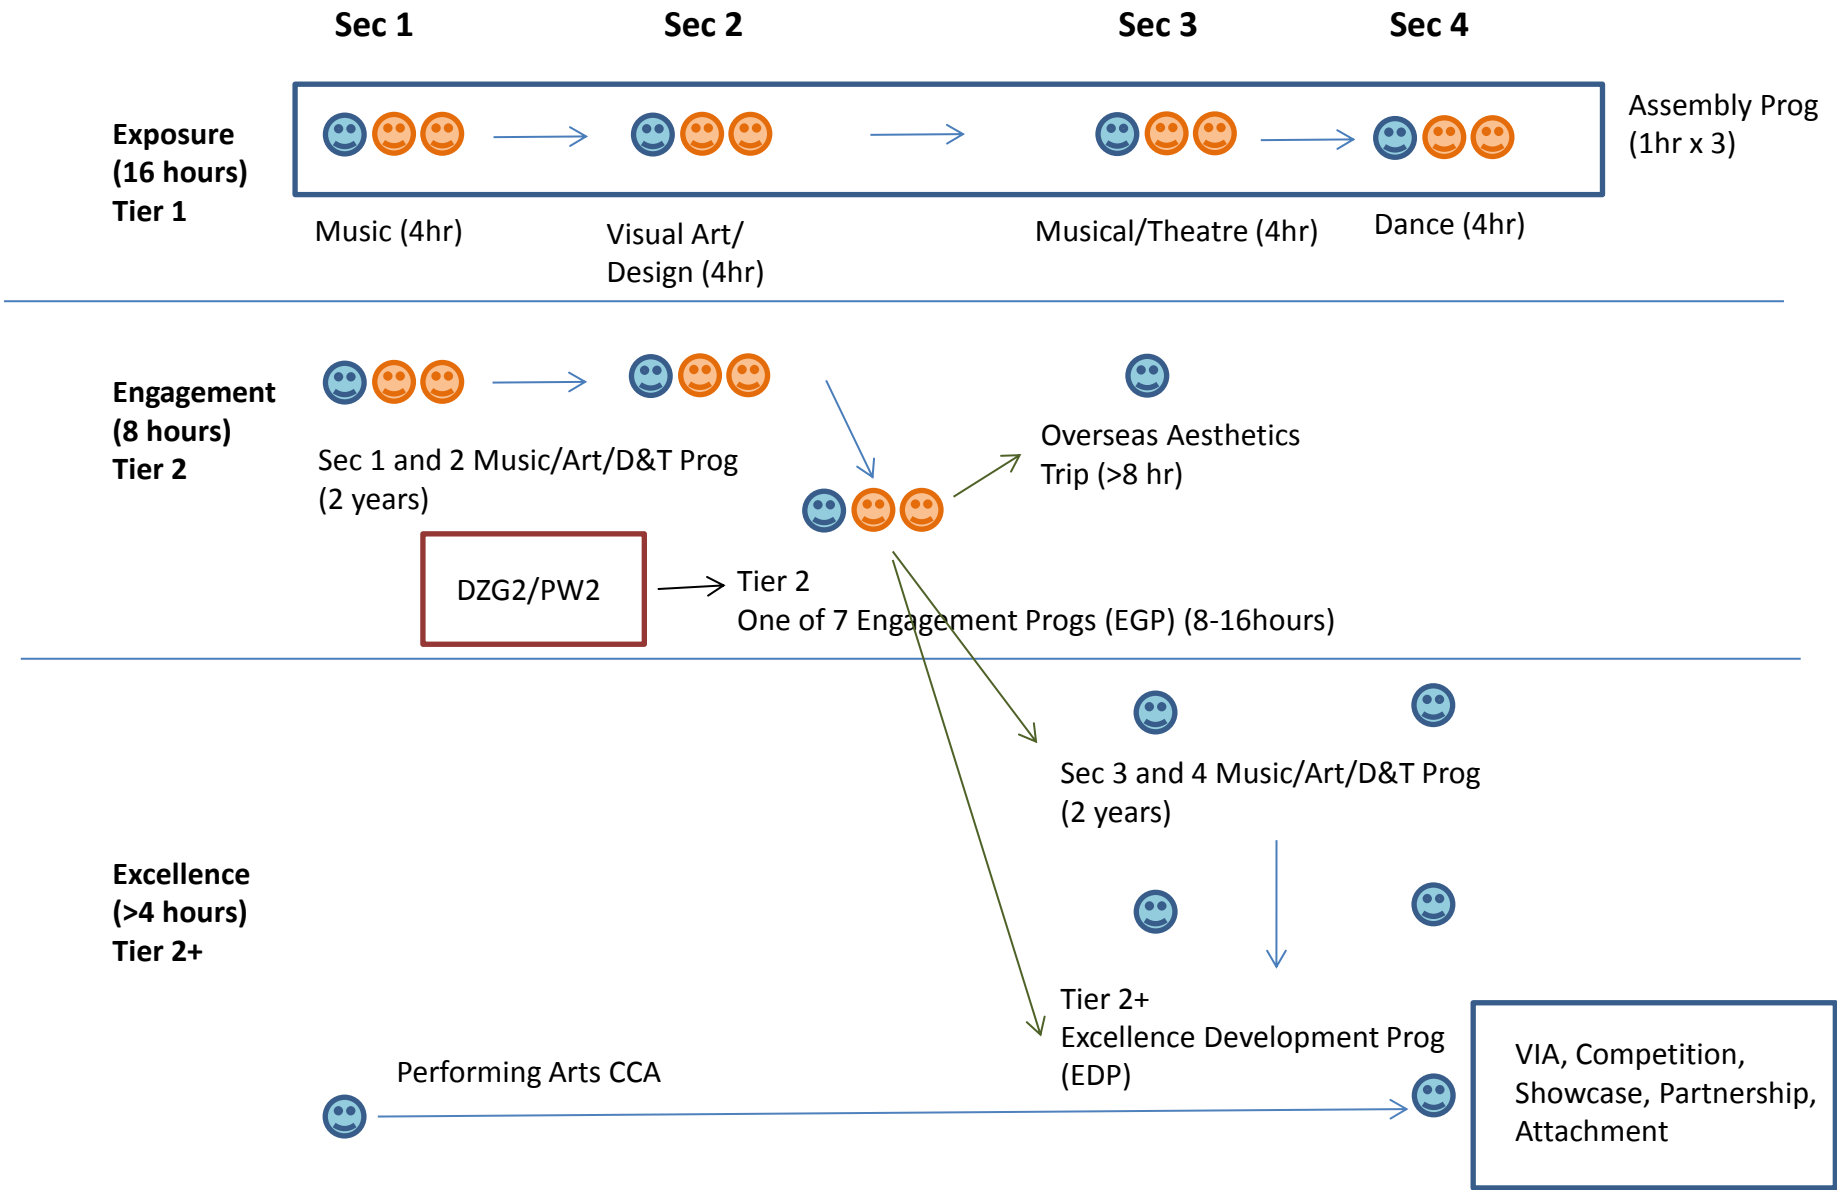 Sec 1
Sec 2
Sec 3
Sec 4
Exposure
(16 hours)
Tier 1
Assembly Prog
(1hr x 3)
Music (4hr)
Visual Art/
Design (4hr)
Musical/Theatre (4hr)
Dance (4hr)
Engagement
(8 hours)
Tier 2
Sec 1 and 2 Music/Art/D&T Prog
(2 years)
Overseas Aesthetics
Trip (>8 hr)
DZG2/PW2
Tier 2
One of 7 Engagement Progs (EGP) (8-16hours)
Excellence
(>4 hours)
Tier 2+
Sec 3 and 4 Music/Art/D&T Prog
(2 years)
Tier 2+
Excellence Development Prog
(EDP)
Performing Arts CCA
VIA, Competition,
Showcase, Partnership,
Attachment